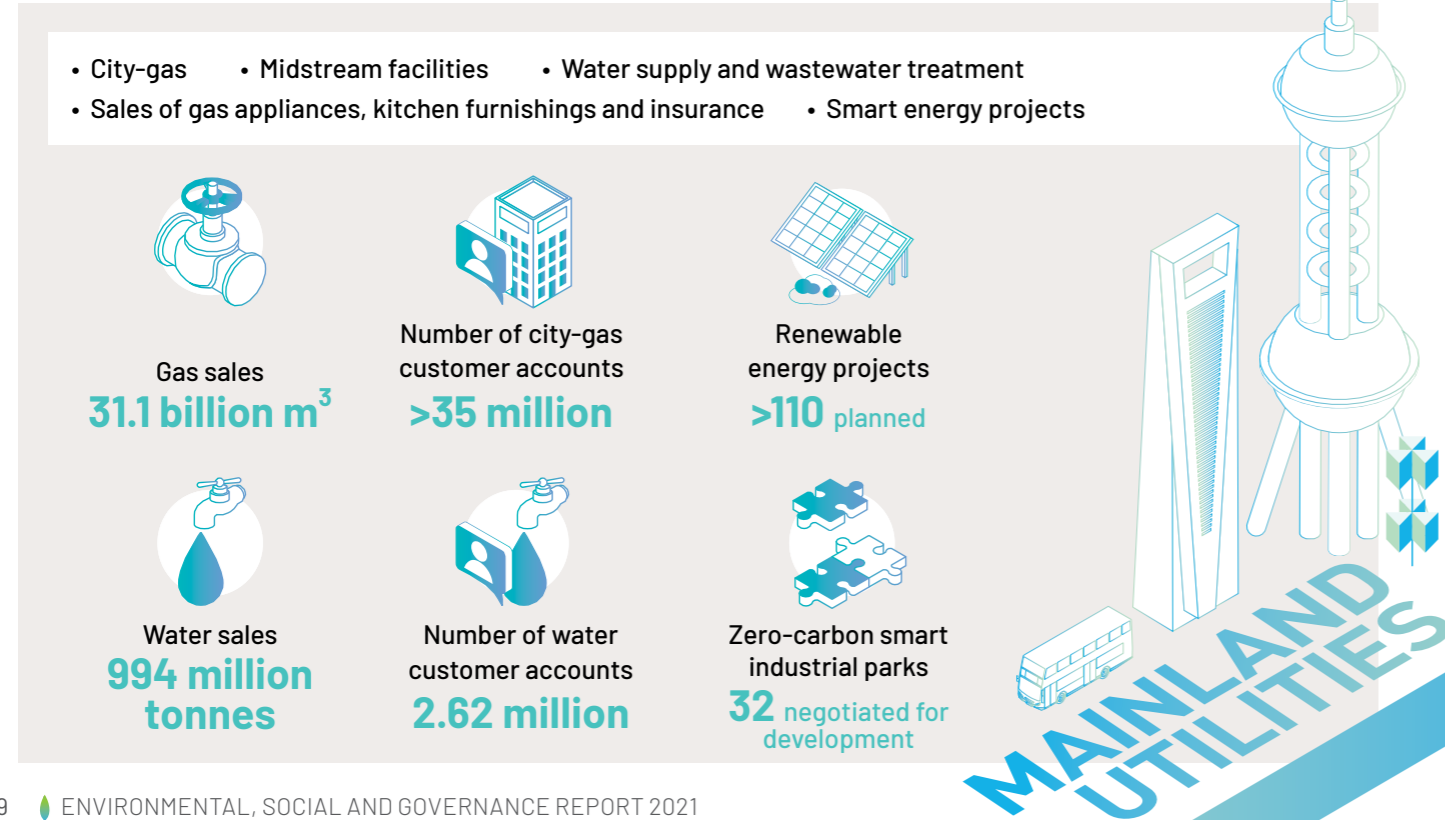 • City-gas • Midstream facilities • Water supply and wastewater treatment
• Sales of gas appliances, kitchen furnishings and insurance • Smart energy projects
Gas sales
31.1 billion m³
Number of city-gas
customer accounts
>35 million
Renewable
energy projects
>110 planned
Water sales
994 million
tonnes
Number of water
customer accounts
2.62 million
Zero-carbon smart
industrial parks
32 negotiated for
development
MAINLAND
UTILITIES
9 ENVIRONMENTAL, SOCIAL AND GOVERNANCE REPORT 2021